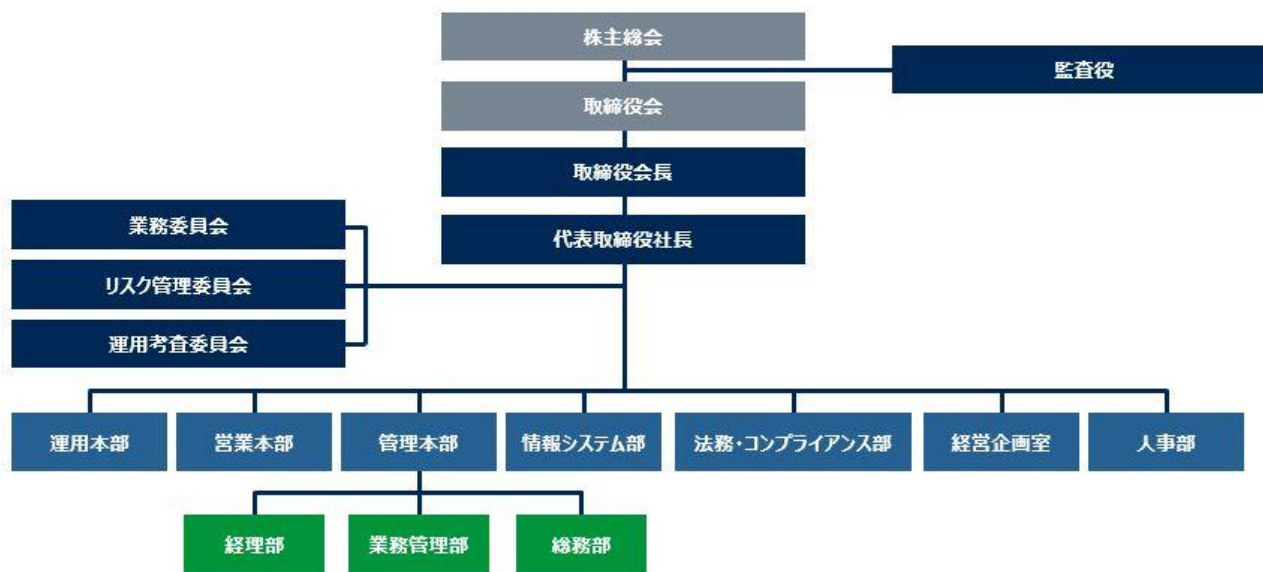 株主総会
監査役
取締役会
取締役会長
代表取締役社長
業務委員会
リスク管理委員会
運用考査委員会
運用本部
営業本部
管理本部
情報システム部
法務・コンプライアンス部
経営企画室
人事部
経理部
業務管理部
総務部